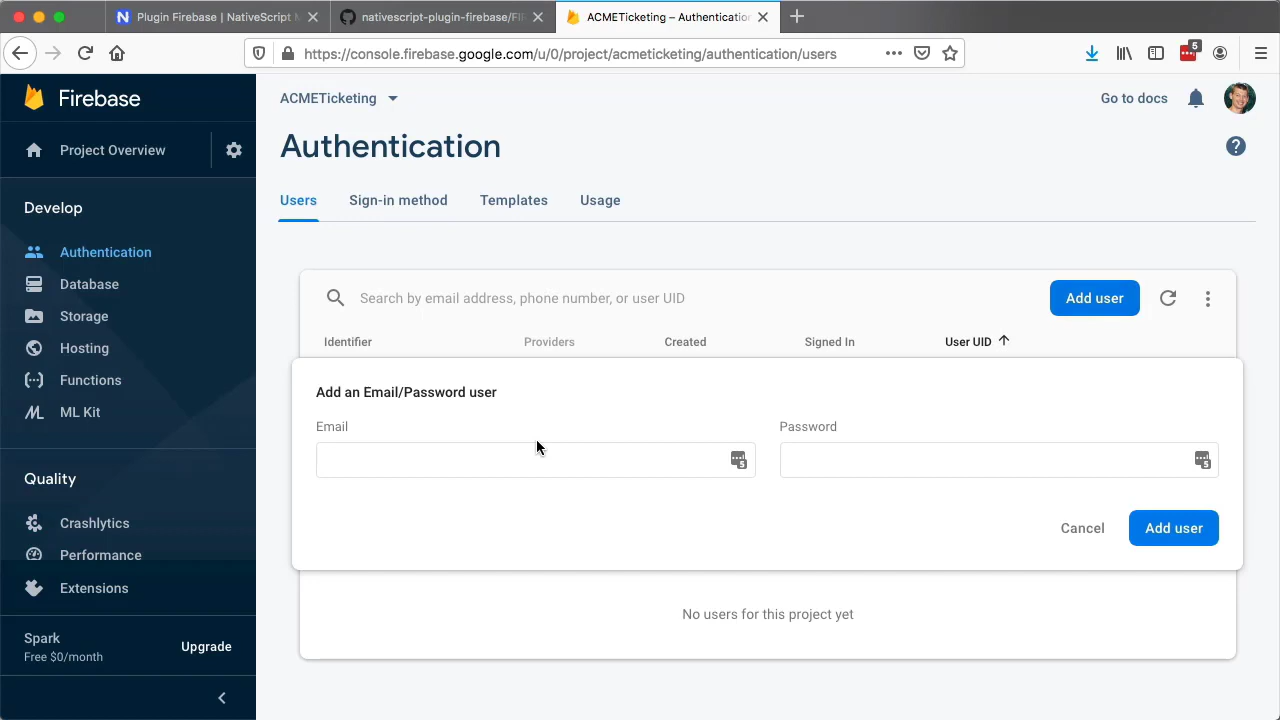 Plugin Firebase | NativeScript M
nativescript-plugin-firebase/FIR
ACMETicketing – Authentication
https://console.firebase.google.com/u/0/project/acmeticketing/authentication/users
5
Firebase
ACMETicketing
Go to docs
Project Overview
Authentication
?
Users
Sign-in method
Templates
Usage
Develop
Authentication
Database
Storage
Hosting
Functions
ML Kit
Search by email address, phone number, or user UID
Add user
Identifier
Providers
Created
Signed In
User UID
Add an Email/Password user
Email
Password
5
5
Cancel
Add user
No users for this project yet
Quality
Crashlytics
Performance
Extensions
Spark
Free $0/month
Upgrade